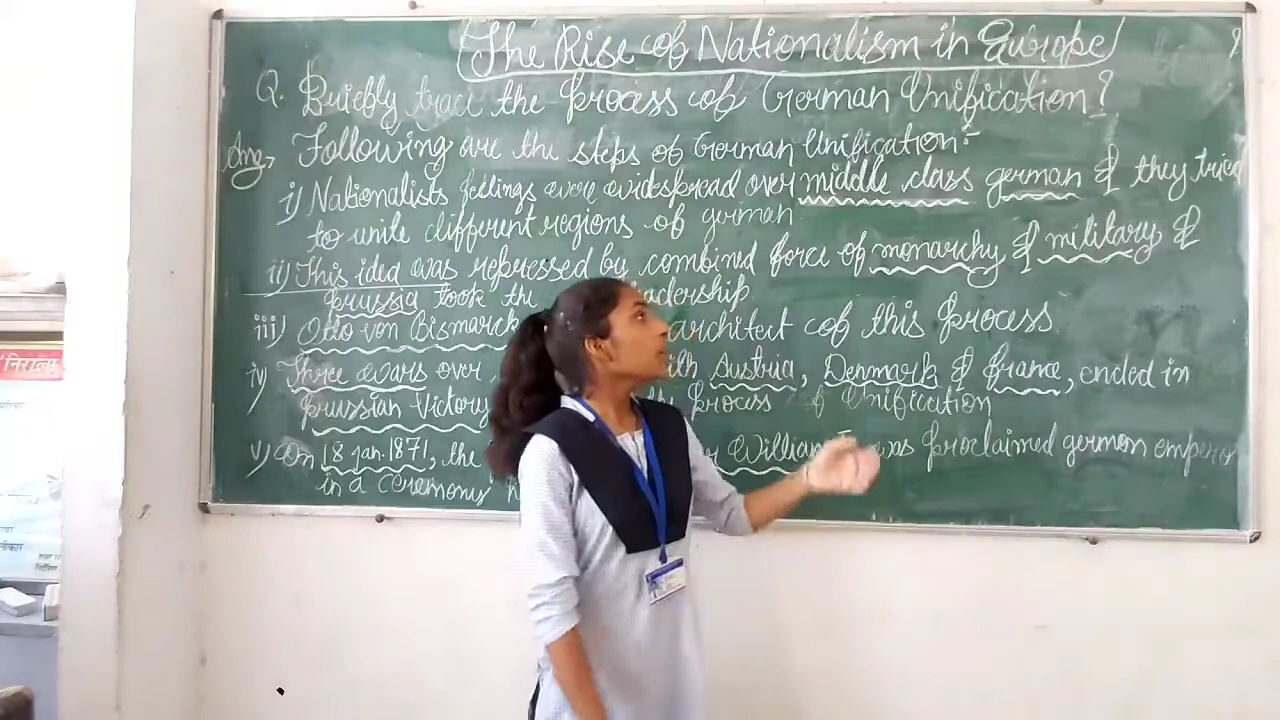 The Rise of Nationalism in Europe
Q. Briefly trace the process of German Unification?
Ans, Following are the steps of German Unification:-
i) Nationalists feelings were widespread over middle class german & they tried
to unite different regions of german
ii) This idea was repressed by combined force of monarchy & military &
prussia took the adership
iii) Otto von Bismarck architect of this process
iv) Three wars over ith Austria, Denmark & france, ended in
prussian Victory process of Unification
v) On 18 jan. 1871, the William I was proclaimed german emperor
in a ceremony
निराला